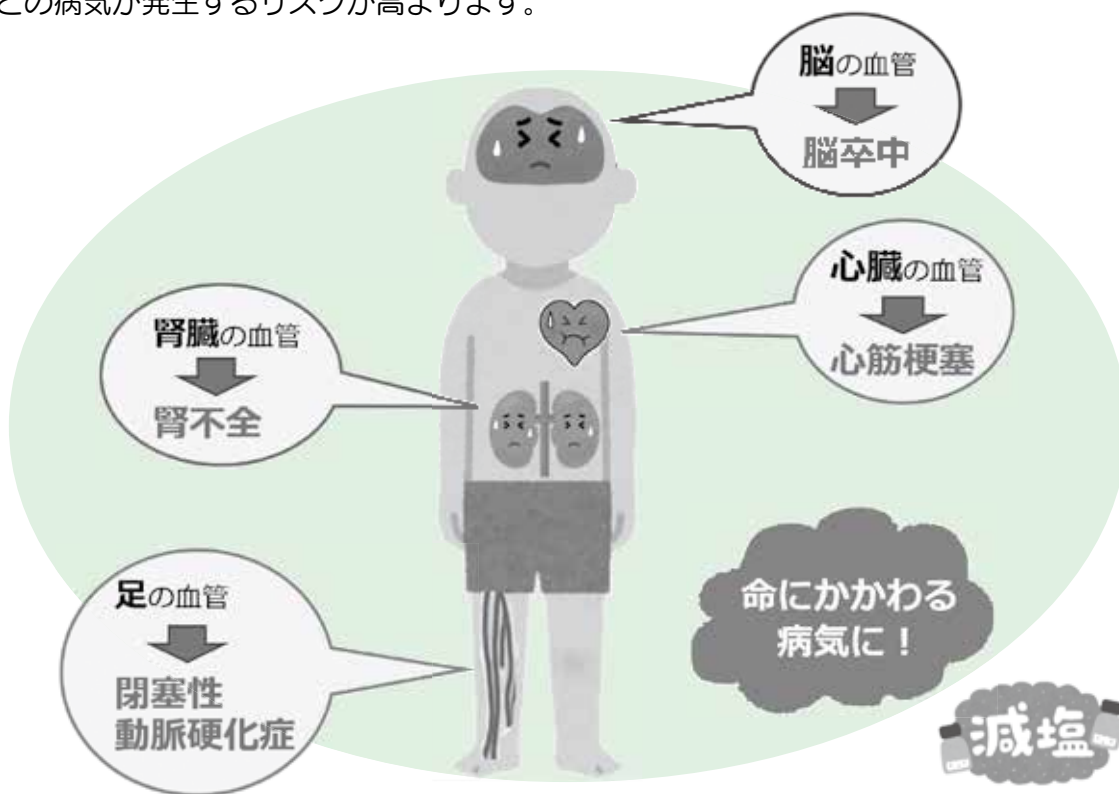 どの病気が発生するリスクが高まります。
脳の血管
脳卒中
心臓の血管
心筋梗塞
腎臓の血管
腎不全
足の血管
閉塞性
動脈硬化症
命にかかわる
病気に！
減塩